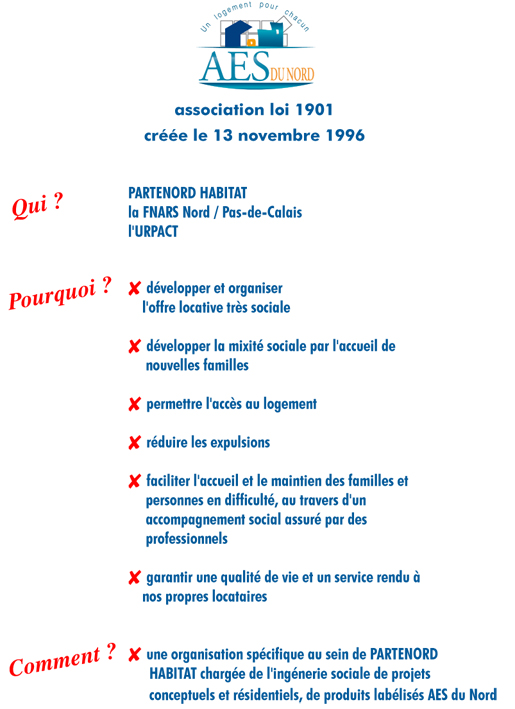 Un logement pour chacun
AES DU NORD
association loi 1901
créée le 13 novembre 1996
Qui ?
PARTENORD HABITAT
la FNARS Nord / Pas-de-Calais
l'URPACT
Pourquoi ?
✘ développer et organiser
l'offre locative très sociale
✘ développer la mixité sociale par l'accueil de
nouvelles familles
✘ permettre l'accès au logement
✘ réduire les expulsions
✘ faciliter l'accueil et le maintien des familles et
personnes en difficulté, au travers d'un
accompagnement social assuré par des
professionnels
✘ garantir une qualité de vie et un service rendu à
nos propres locataires
Comment ?
✘ une organisation spécifique au sein de PARTENORD
HABITAT chargée de l'ingénerie sociale de projets
conceptuels et résidentiels, de produits labélisés AES du Nord